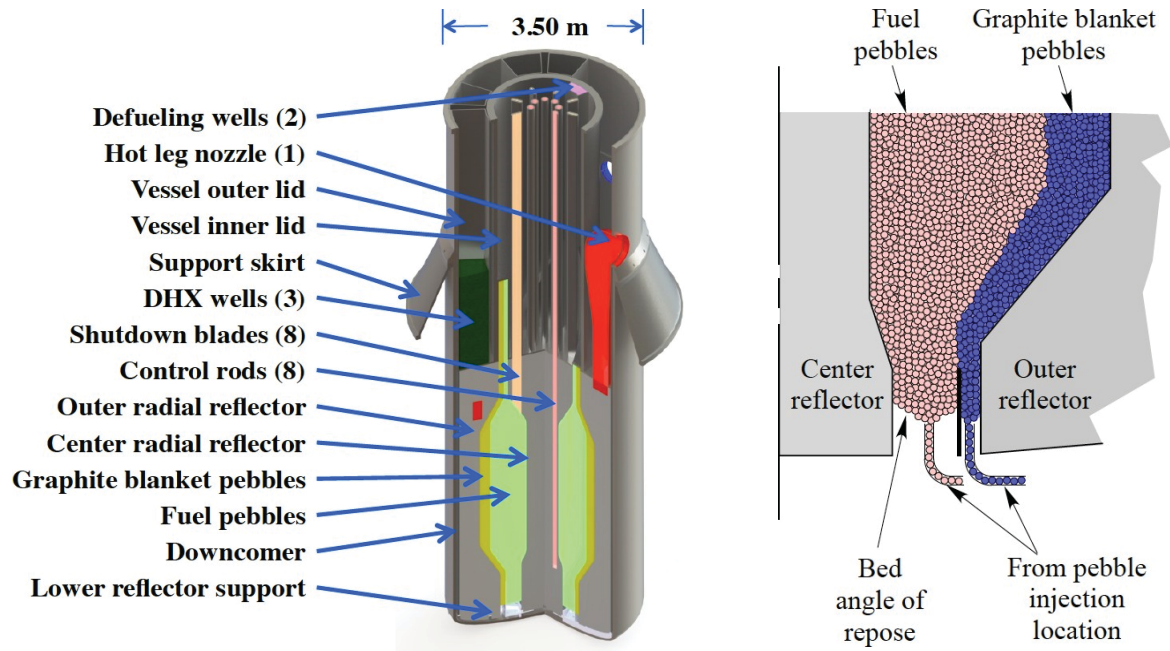 3.50 m
Defueling wells (2)
Hot leg nozzle (1)
Vessel outer lid
Vessel inner lid
Support skirt
DHX wells (3)
Shutdown blades (8)
Control rods (8)
Outer radial reflector
Center radial reflector
Graphite blanket pebbles
Fuel pebbles
Downcomer
Lower reflector support
Fuel
pebbles
Graphite blanket
pebbles
Center
reflector
Outer
reflector
Bed
angle of
repose
From pebble
injection
location